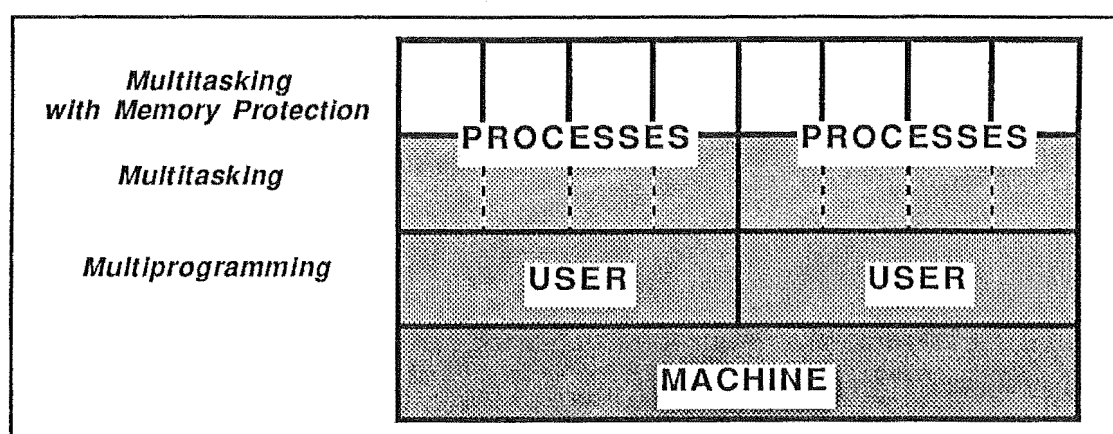 Multitasking
with Memory Protection
PROCESSES PROCESSES
Multitasking
Multiprogramming
USER USER
MACHINE